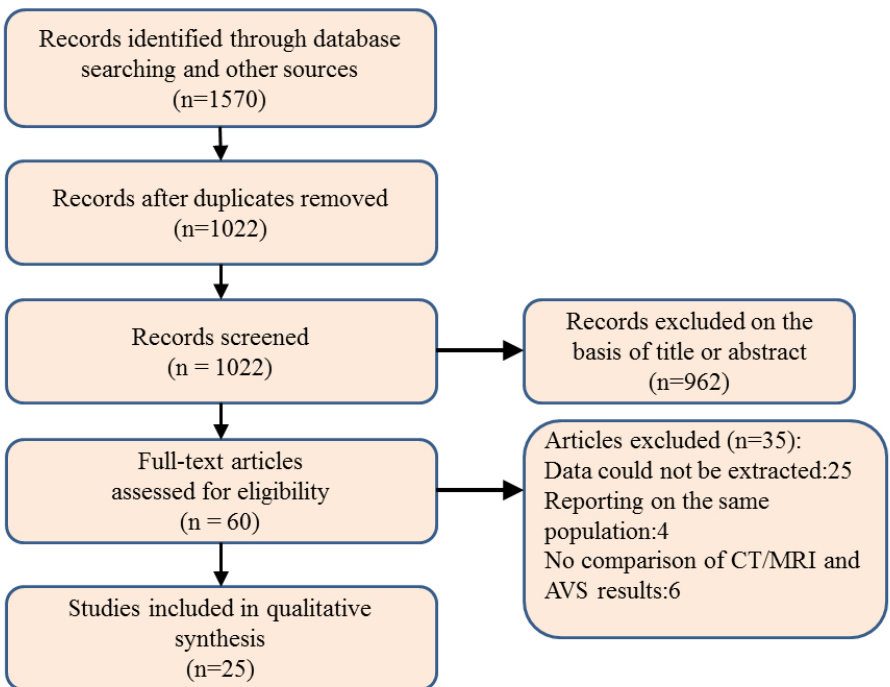 Records identified through database
searching and other sources
(n=1570)
Records after duplicates removed
(n=1022)
Records screened
(n = 1022)
Records excluded on the
basis of title or abstract
(n=962)
Full-text articles
assessed for eligibility
(n = 60)
Articles excluded (n=35):
Data could not be extracted:25
Reporting on the same
population:4
No comparison of CT/MRI and
AVS results:6
Studies included in qualitative
synthesis
(n=25)